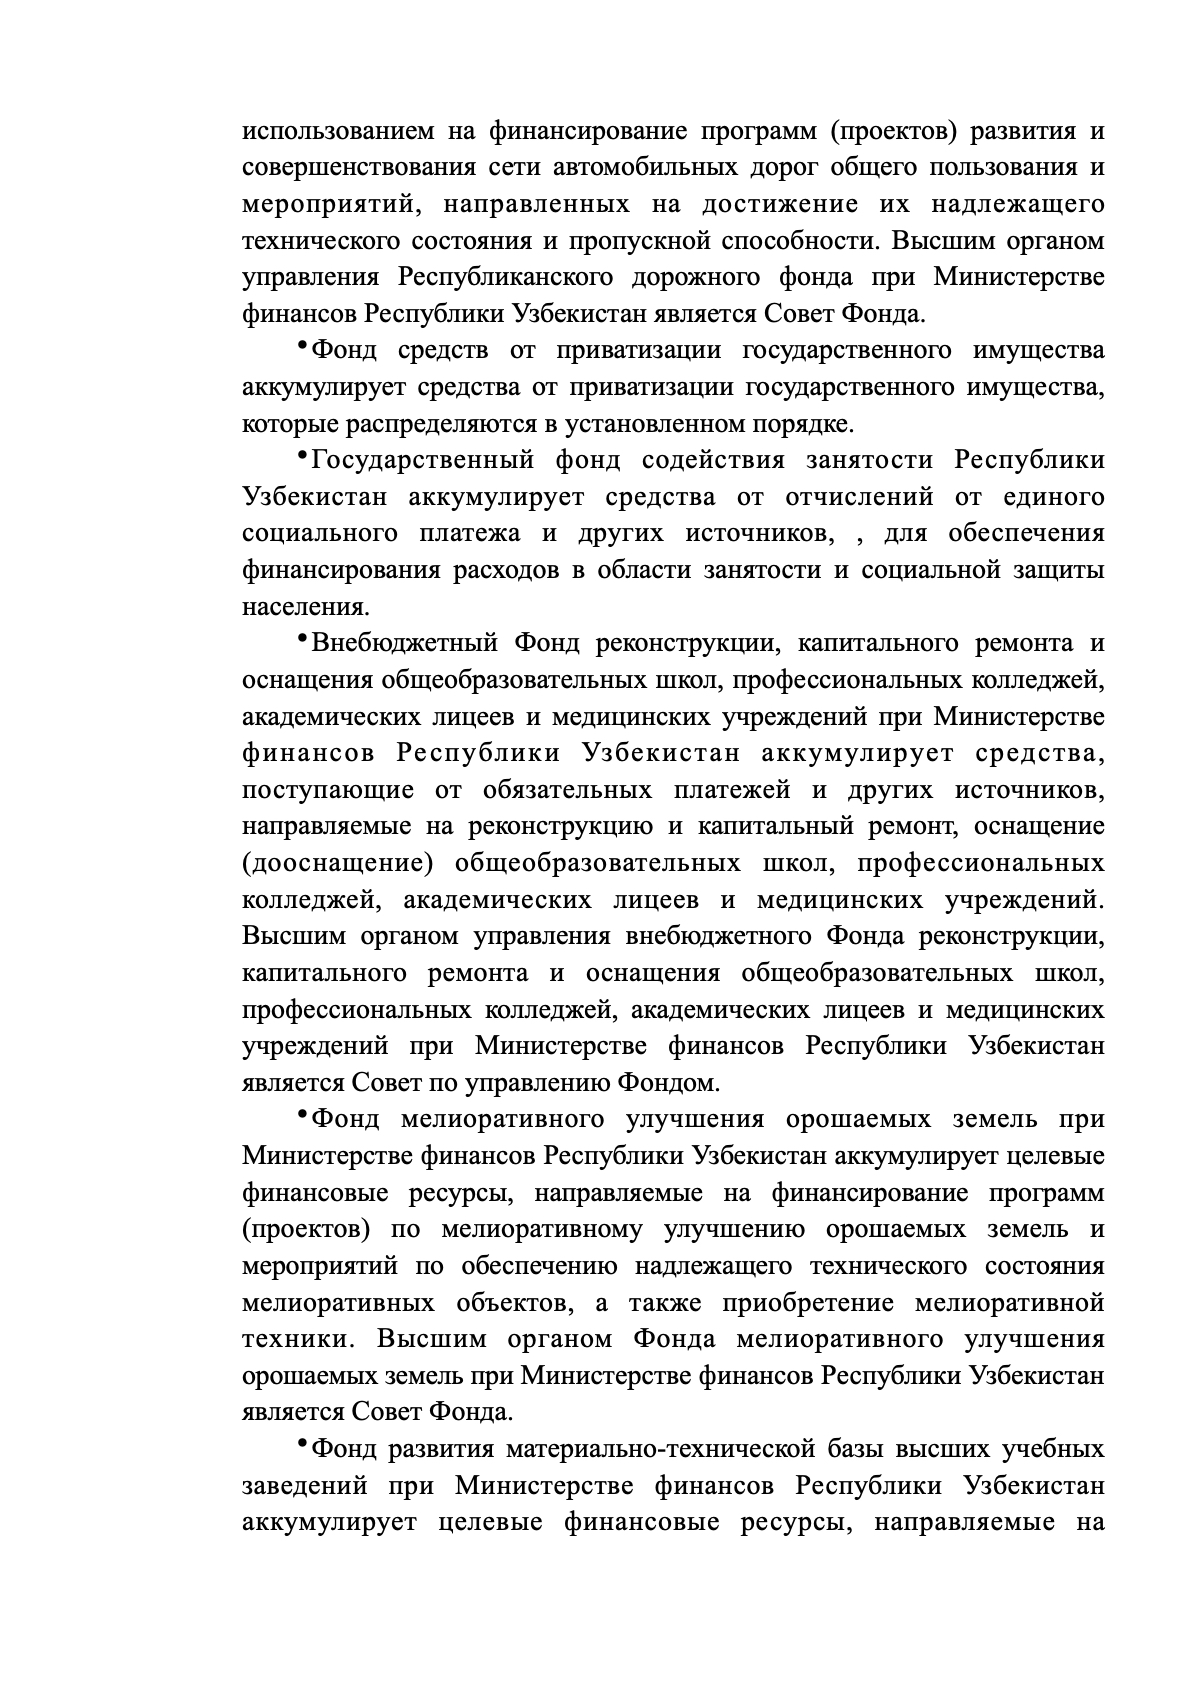 использованием на финансирование программ (проектов) развития и
совершенствования сети автомобильных дорог общего пользования и
мероприятий, направленных на достижение их надлежащего
технического состояния и пропускной способности. Высшим органом
управления Республиканского дорожного фонда при Министерстве
финансов Республики Узбекистан является Совет Фонда.
•Фонд средств от приватизации государственного имущества
аккумулирует средства от приватизации государственного имущества,
которые распределяются в установленном порядке.
•Государственный фонд содействия занятости Республики
Узбекистан аккумулирует средства от отчислений от единого
социального платежа и других источников, , для обеспечения
финансирования расходов в области занятости и социальной защиты
населения.
•Внебюджетный Фонд реконструкции, капитального ремонта и
оснащения общеобразовательных школ, профессиональных колледжей,
академических лицеев и медицинских учреждений при Министерстве
финансов Республики Узбекистан аккумулирует средства,
поступающие от обязательных платежей и других источников,
направляемые на реконструкцию и капитальный ремонт, оснащение
(дооснащение) общеобразовательных школ, профессиональных
колледжей, академических лицеев и медицинских учреждений.
Высшим органом управления внебюджетного Фонда реконструкции,
капитального ремонта и оснащения общеобразовательных школ,
профессиональных колледжей, академических лицеев и медицинских
учреждений при Министерстве финансов Республики Узбекистан
является Совет по управлению Фондом.
•Фонд мелиоративного улучшения орошаемых земель при
Министерстве финансов Республики Узбекистан аккумулирует целевые
финансовые ресурсы, направляемые на финансирование программ
(проектов) по мелиоративному улучшению орошаемых земель и
мероприятий по обеспечению надлежащего технического состояния
мелиоративных объектов, а также приобретение мелиоративной
техники. Высшим органом Фонда мелиоративного улучшения
орошаемых земель при Министерстве финансов Республики Узбекистан
является Совет Фонда.
•Фонд развития материально-технической базы высших учебных
заведений при Министерстве финансов Республики Узбекистан
аккумулирует целевые финансовые ресурсы, направляемые на